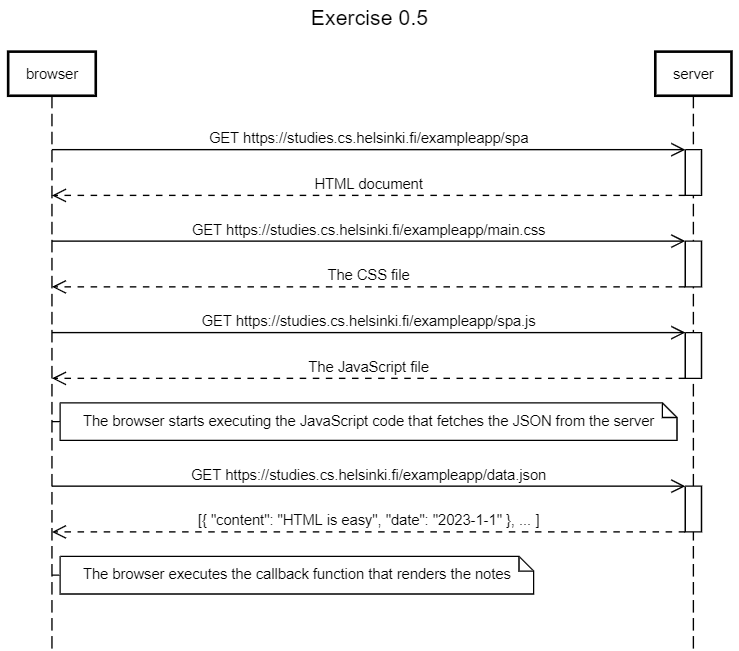 Exercise 0.5
browser
server
GET https://studies.cs.helsinki.fi/exampleapp/spa
HTML document
GET https://studies.cs.helsinki.fi/exampleapp/main.css
The CSS file
GET https://studies.cs.helsinki.fi/exampleapp/spa.js
The JavaScript file
The browser starts executing the JavaScript code that fetches the JSON from the server
GET https://studies.cs.helsinki.fi/exampleapp/data.json
[{ "content": "HTML is easy", "date": "2023-1-1" }, ... ]
The browser executes the callback function that renders the notes